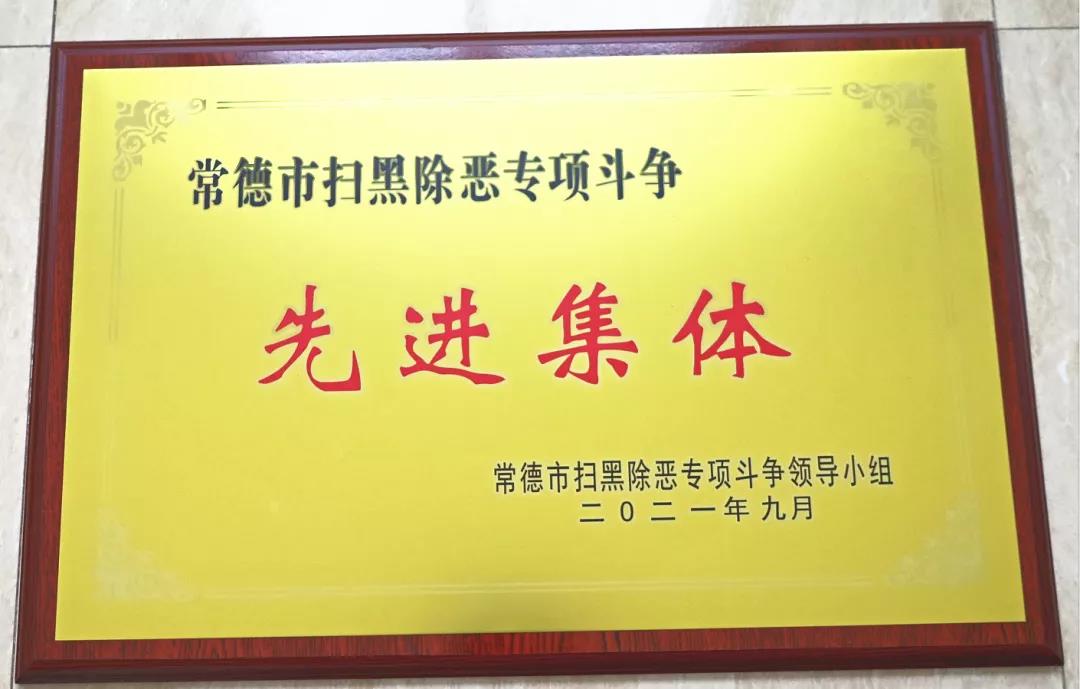 常德市扫黑除恶专项斗争
先进集体
常德市扫黑除恶专项斗争领导小组
二〇二一年九月